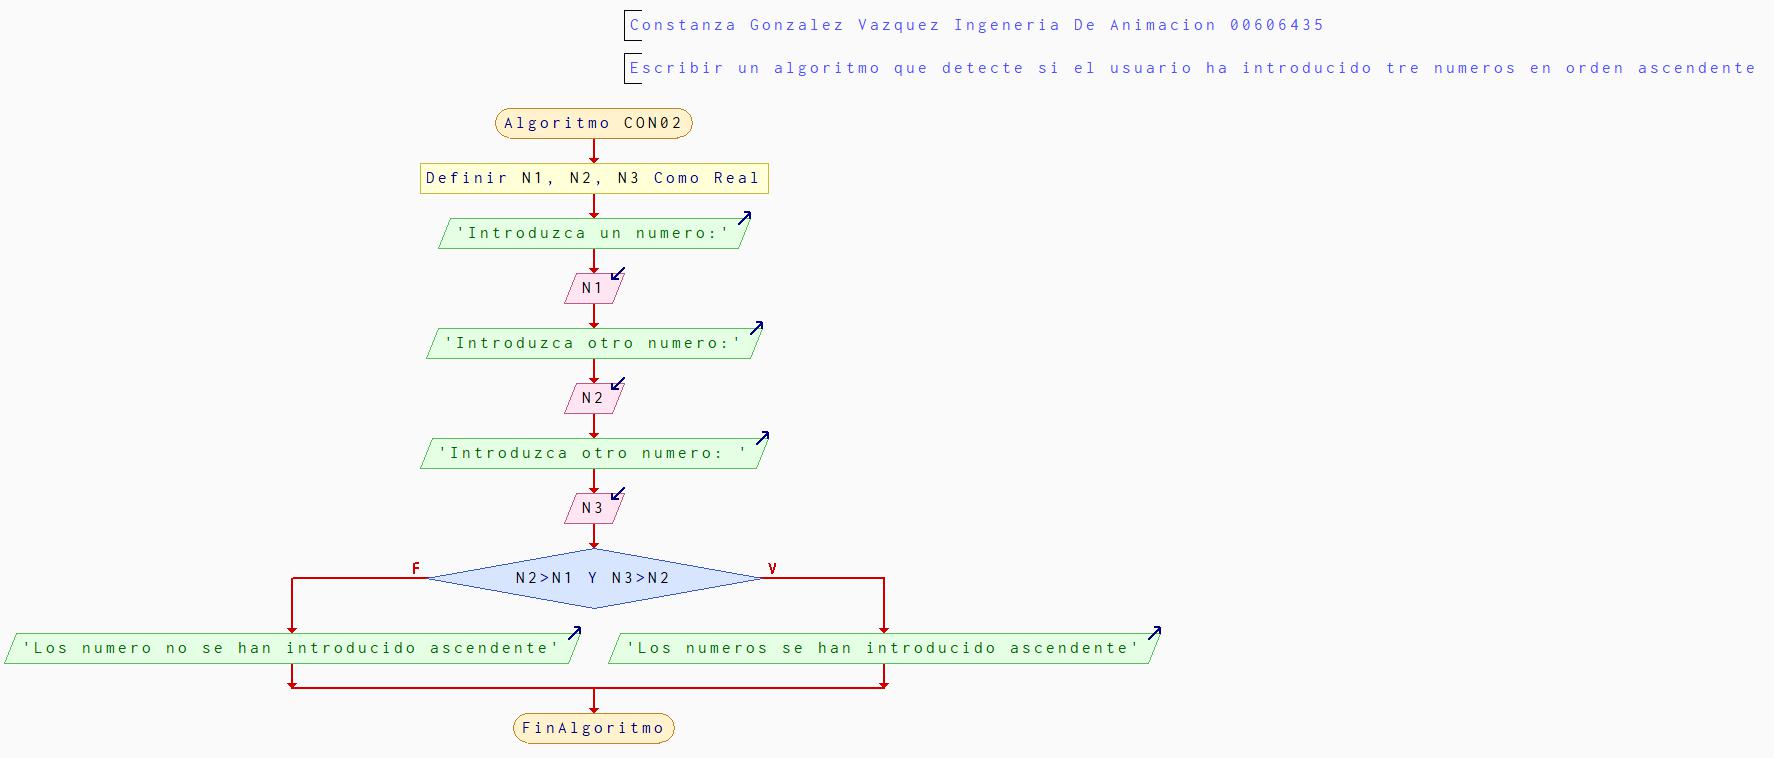 Constanza Gonzalez Vazquez Ingeneria De Animacion 00606435
Escribir un algoritmo que detecte si el usuario ha introducido tre numeros en orden ascendente
Algoritmo CON02
Definir N1, N2, N3 Como Real
'Introduzca un numero:'
N1
'Introduzca otro numero:'
N2
'Introduzca otro numero: '
N3
F
N2>N1 Y N3>N2
V
'Los numero no se han introducido ascendente'
'Los numeros se han introducido ascendente'
FinAlgoritmo